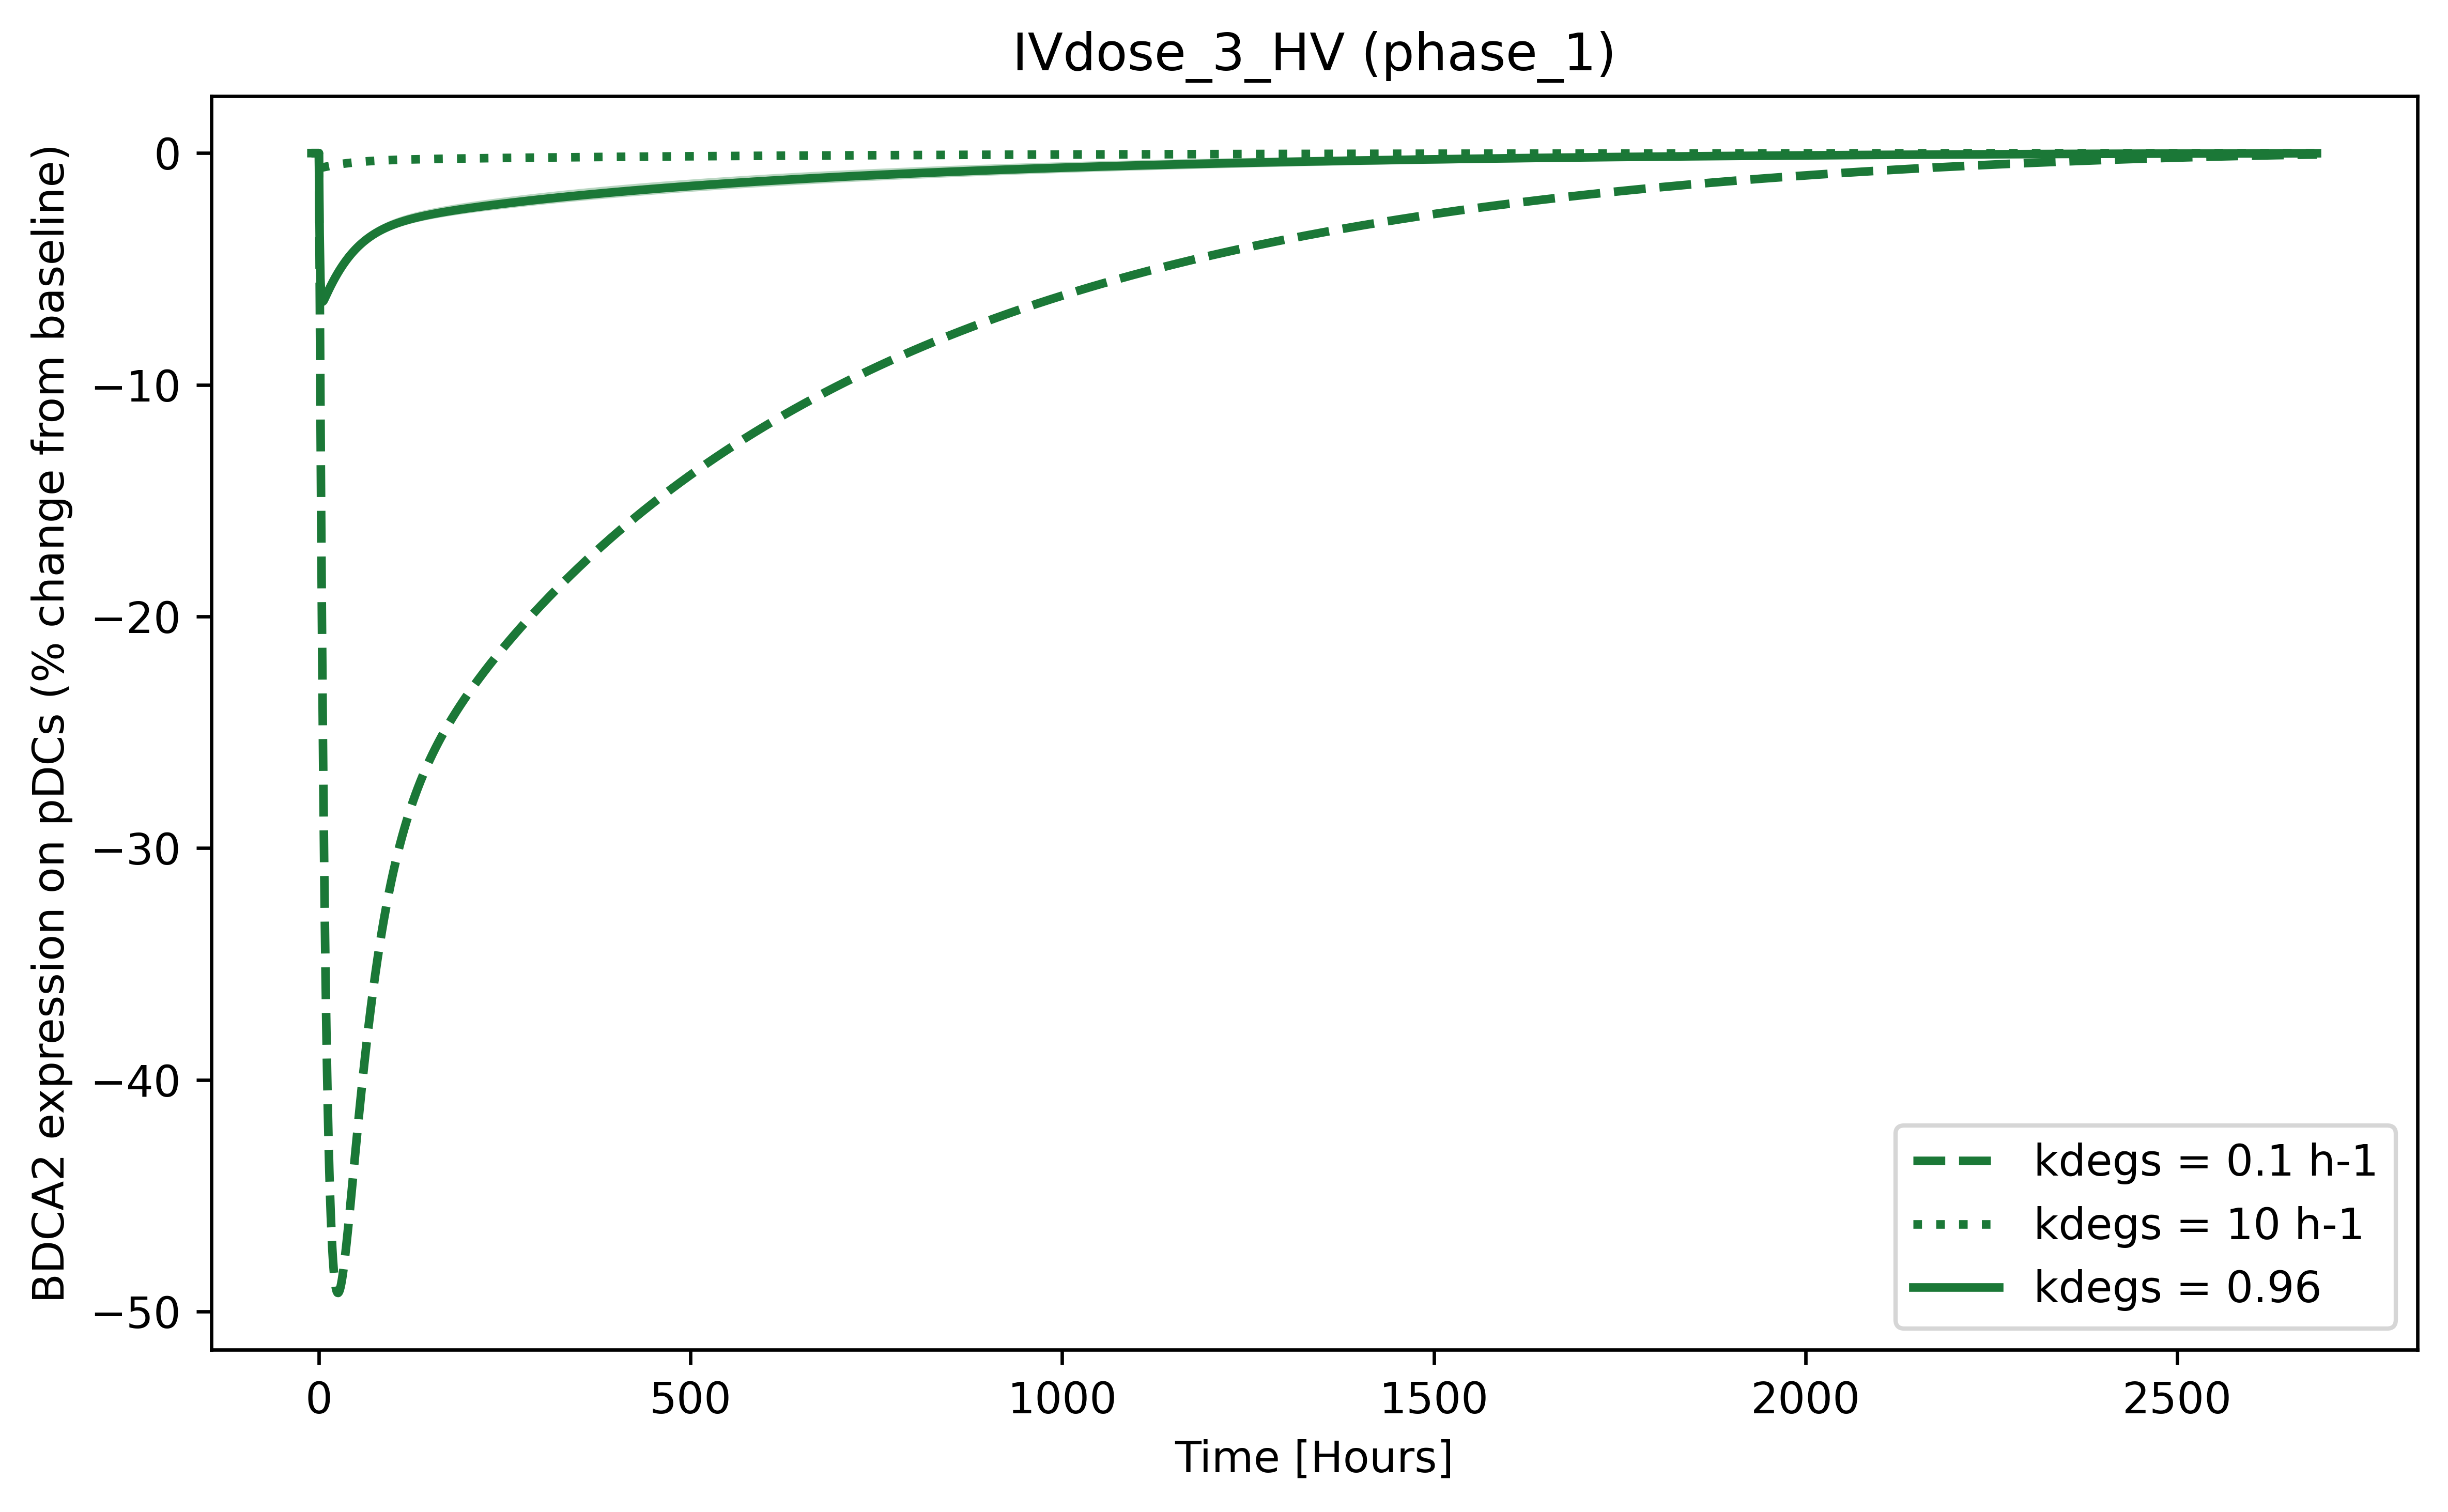 IVdose_3_HV (phase_1)
BDCA2 expression on pDCs (% change from baseline)
0
−10
−20
−30
−40
−50
0
500
1000
1500
2000
2500
Time [Hours]
kdegs = 0.1 h-1
kdegs = 10 h-1
kdegs = 0.96